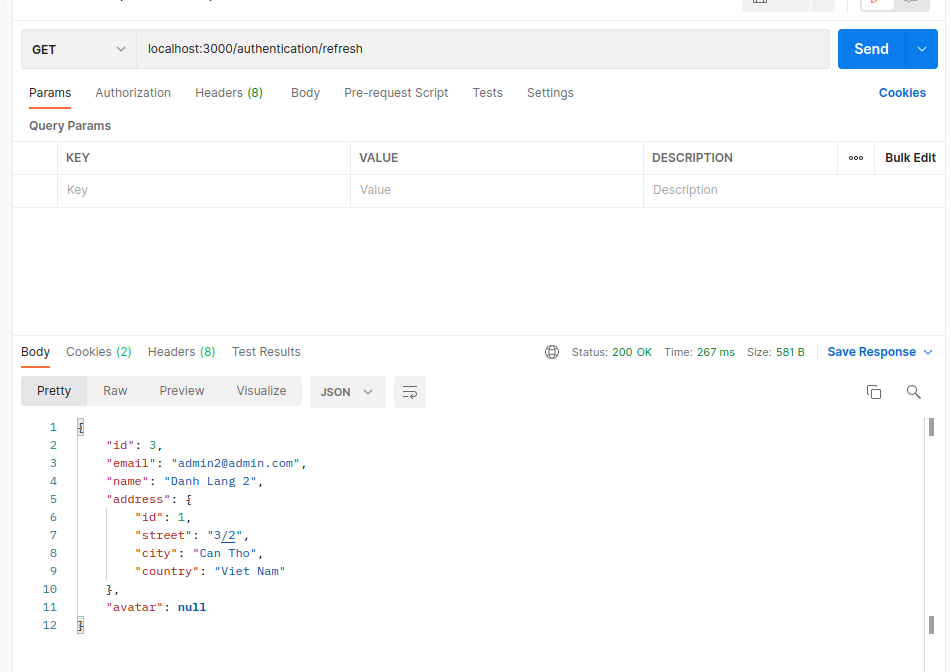 GET localhost:3000/authentication/refresh Send
Params Authorization Headers (8) Body Pre-request Script Tests Settings Cookies
Query Params
KEY VALUE DESCRIPTION ooo Bulk Edit
Key Value Description
Body Cookies (2) Headers (8) Test Results Status: 200 OK Time: 267 ms Size: 581 B Save Response
Pretty Raw Preview Visualize JSON
1 {
2 "id": 3,
3 "email": "admin2@admin.com",
4 "name": "Danh Lang 2",
5 "address": {
6 "id": 1,
7 "street": "3/2",
8 "city": "Can Tho",
9 "country": "Viet Nam"
10 },
11 "avatar": null
12 }